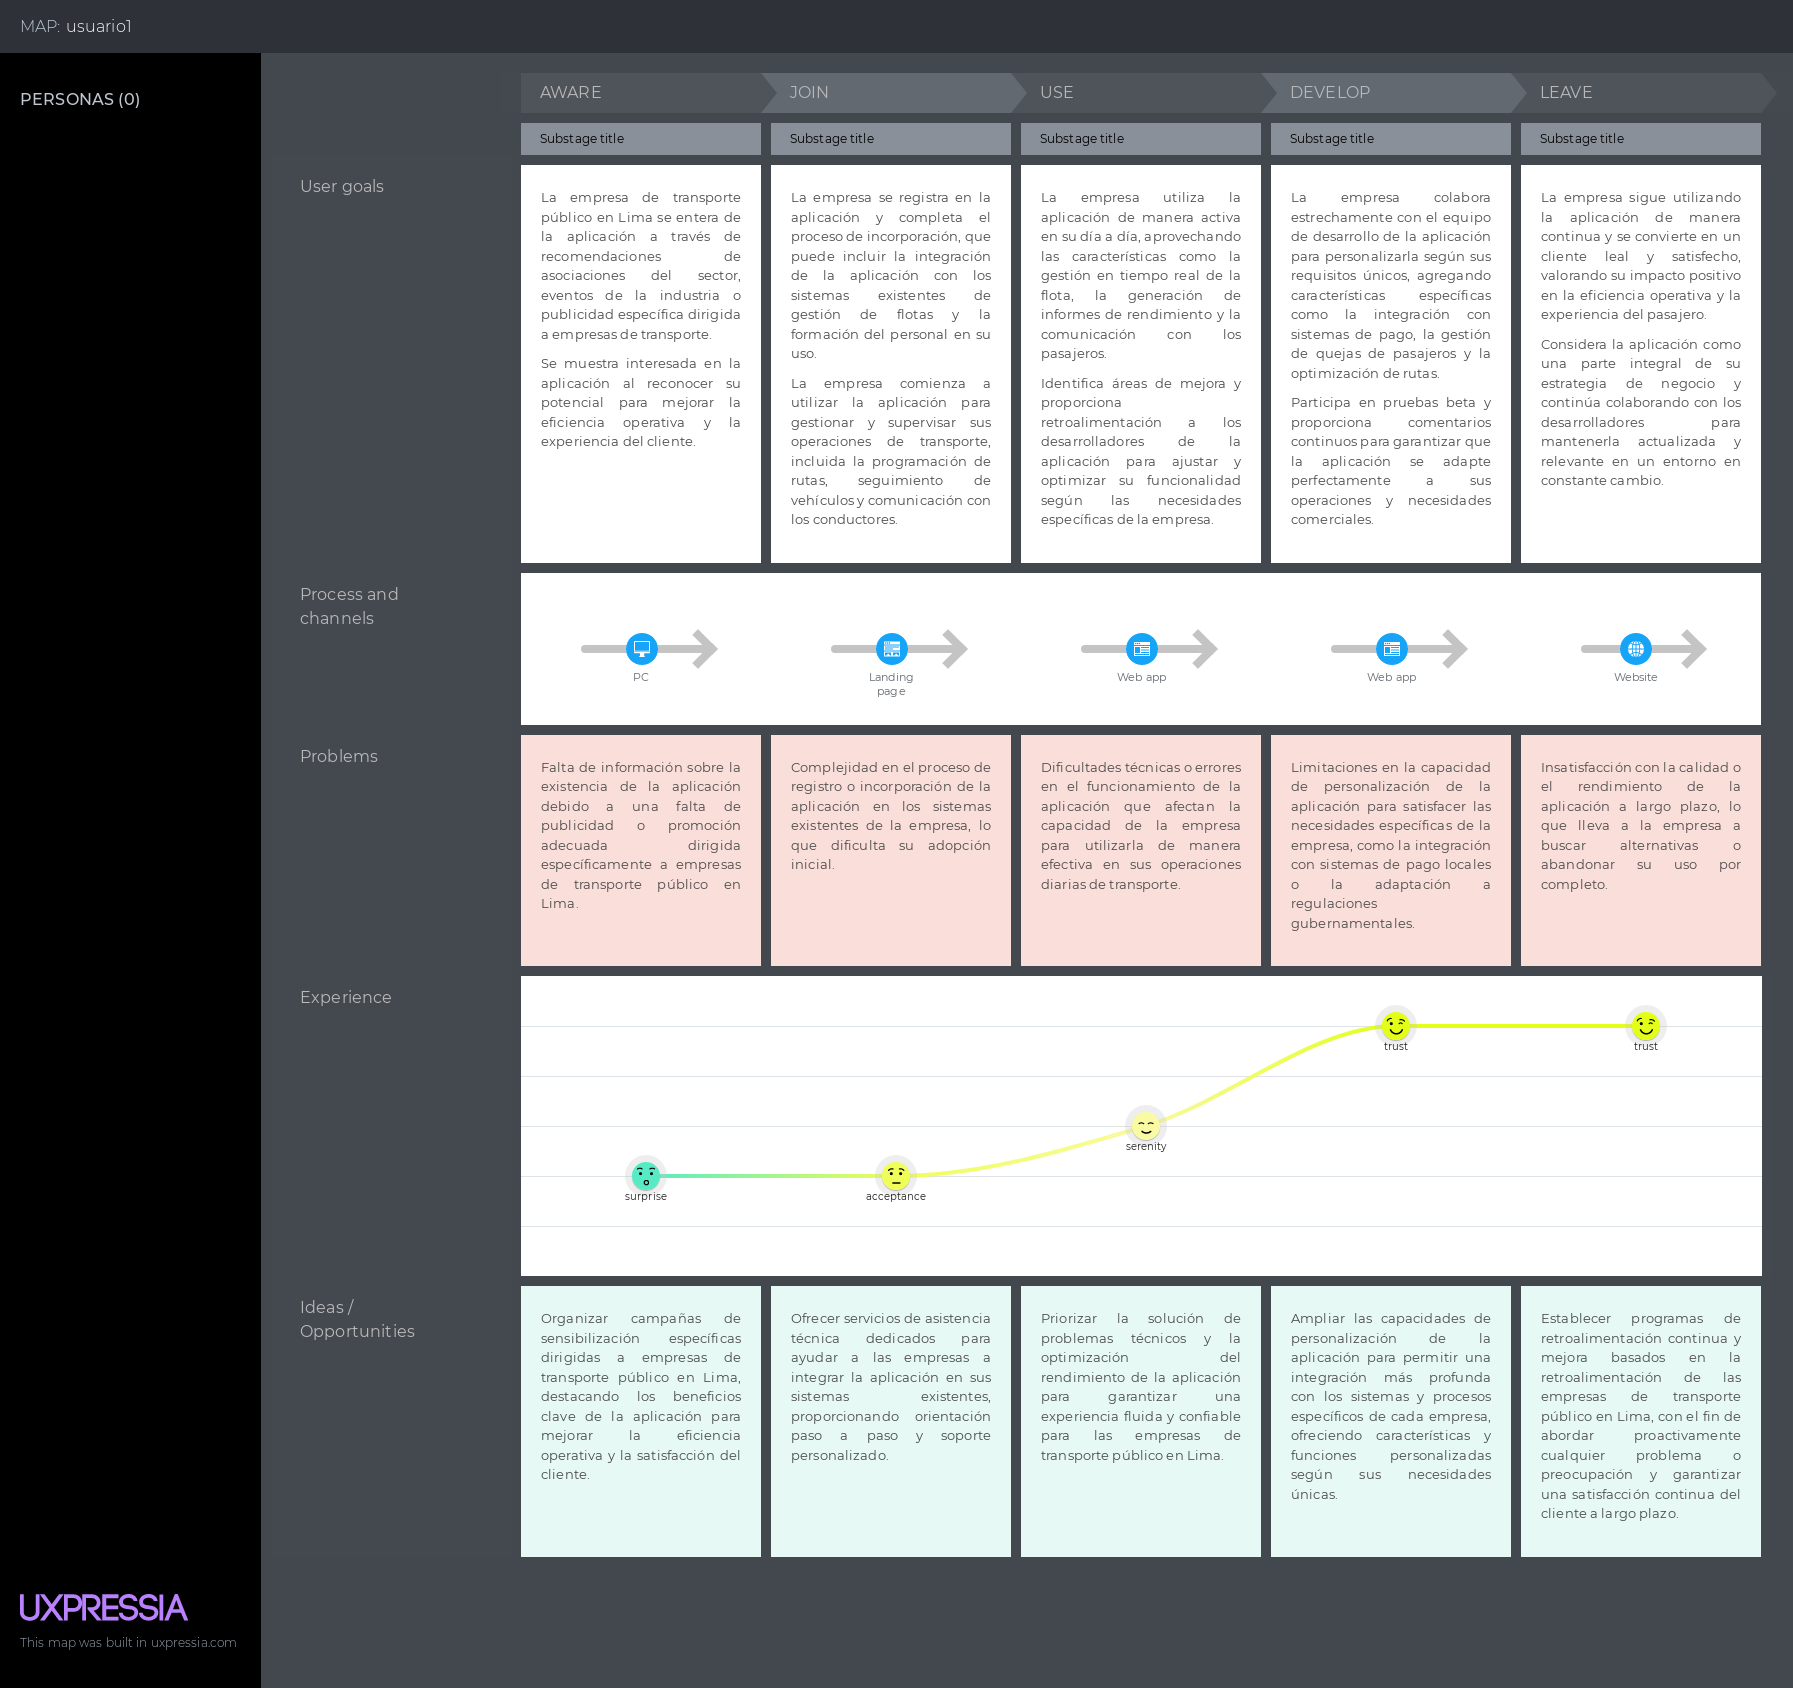 MAP: usuario1
PERSONAS (0)
AWARE
JOIN
USE
DEVELOP
LEAVE
Substage title
Substage title
Substage title
Substage title
Substage title
User goals
La empresa de transporte
público en Lima se entera de
la aplicación a través de
recomendaciones de
asociaciones del sector,
eventos de la industria o
publicidad específica dirigida
a empresas de transporte.
Se muestra interesada en la
aplicación al reconocer su
potencial para mejorar la
eficiencia operativa y la
experiencia del cliente.
La empresa se registra en la
aplicación y completa el
proceso de incorporación, que
puede incluir la integración
de la aplicación con los
sistemas existentes de
gestión de flotas y la
formación del personal en su
uso.
La empresa comienza a
utilizar la aplicación para
gestionar y supervisar sus
operaciones de transporte,
incluida la programación de
rutas, seguimiento de
vehículos y comunicación con
los conductores.
La empresa utiliza la
aplicación de manera activa
en su día a día, aprovechando
las características como la
gestión en tiempo real de la
flota, la generación de
informes de rendimiento y la
comunicación con los
pasajeros.
Identifica áreas de mejora y
proporciona
retroalimentación a los
desarrolladores de la
aplicación para ajustar y
optimizar su funcionalidad
según las necesidades
específicas de la empresa.
La empresa colabora
estrechamente con el equipo
de desarrollo de la aplicación
para personalizarla según sus
requisitos únicos, agregando
características específicas
como la integración con
sistemas de pago, la gestión
de quejas de pasajeros y la
optimización de rutas.
Participa en pruebas beta y
proporciona comentarios
continuos para garantizar que
la aplicación se adapte
perfectamente a sus
operaciones y necesidades
comerciales.
La empresa sigue utilizando
la aplicación de manera
continua y se convierte en un
cliente leal y satisfecho,
valorando su impacto positivo
en la eficiencia operativa y la
experiencia del pasajero.
Considera la aplicación como
una parte integral de su
estrategia de negocio y
continúa colaborando con los
desarrolladores para
mantenerla actualizada y
relevante en un entorno en
constante cambio.
Process and
channels
PC
Landing
page
Web app
Web app
Website
Problems
Falta de información sobre la
existencia de la aplicación
debido a una falta de
publicidad o promoción
adecuada dirigida
específicamente a empresas
de transporte público en
Lima.
Complejidad en el proceso de
registro o incorporación de la
aplicación en los sistemas
existentes de la empresa, lo
que dificulta su adopción
inicial.
Dificultades técnicas o errores
en el funcionamiento de la
aplicación que afectan la
capacidad de la empresa
para utilizarla de manera
efectiva en sus operaciones
diarias de transporte.
Limitaciones en la capacidad
de personalización de la
aplicación para satisfacer las
necesidades específicas de la
empresa, como la integración
con sistemas de pago locales
o la adaptación a
regulaciones
gubernamentales.
Insatisfacción con la calidad o
el rendimiento de la
aplicación a largo plazo, lo
que lleva a la empresa a
buscar alternativas o
abandonar su uso por
completo.
Experience
surprise
acceptance
serenity
trust
trust
Ideas /
Opportunities
Organizar campañas de
sensibilización específicas
dirigidas a empresas de
transporte público en Lima,
destacando los beneficios
clave de la aplicación para
mejorar la eficiencia
operativa y la satisfacción del
cliente.
Ofrecer servicios de asistencia
técnica dedicados para
ayudar a las empresas a
integrar la aplicación en sus
sistemas existentes,
proporcionando orientación
paso a paso y soporte
personalizado.
Priorizar la solución de
problemas técnicos y la
optimización del
rendimiento de la aplicación
para garantizar una
experiencia fluida y confiable
para las empresas de
transporte público en Lima.
Ampliar las capacidades de
personalización de la
aplicación para permitir una
integración más profunda
con los sistemas y procesos
específicos de cada empresa,
ofreciendo características y
funciones personalizadas
según sus necesidades
únicas.
Establecer programas de
retroalimentación continua y
mejora basados en la
retroalimentación de las
empresas de transporte
público en Lima, con el fin de
abordar proactivamente
cualquier problema o
preocupación y garantizar
una satisfacción continua del
cliente a largo plazo.
UXPRESSIA
This map was built in uxpressia.com